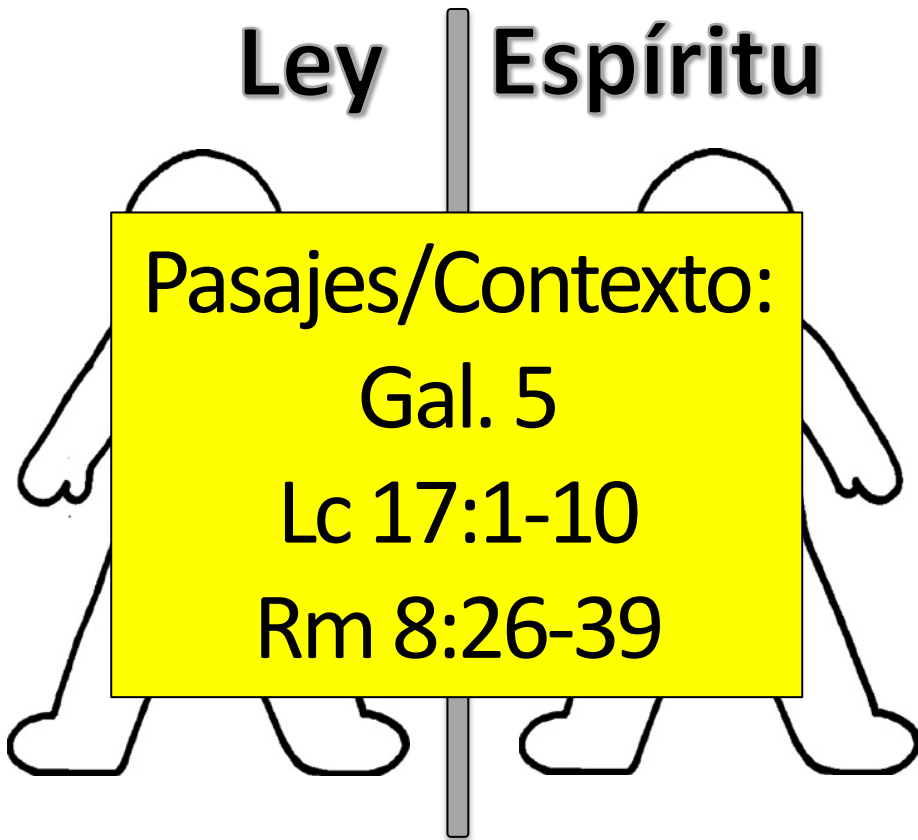 Ley
Espíritu
Pasajes/Contexto:
Gal. 5
Lc 17:1-10
Rm 8:26-39